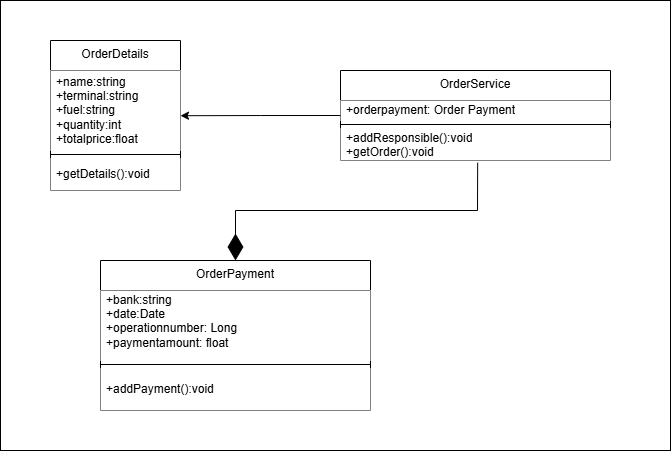 OrderDetails
+name:string
+terminal:string
+fuel:string
+quantity:int
+totalprice:float
+getDetails():void
OrderService
+orderpayment: Order Payment
+addResponsible():void
+getOrder():void
OrderPayment
+bank:string
+date:Date
+operationnumber: Long
+paymentamount: float
+addPayment():void